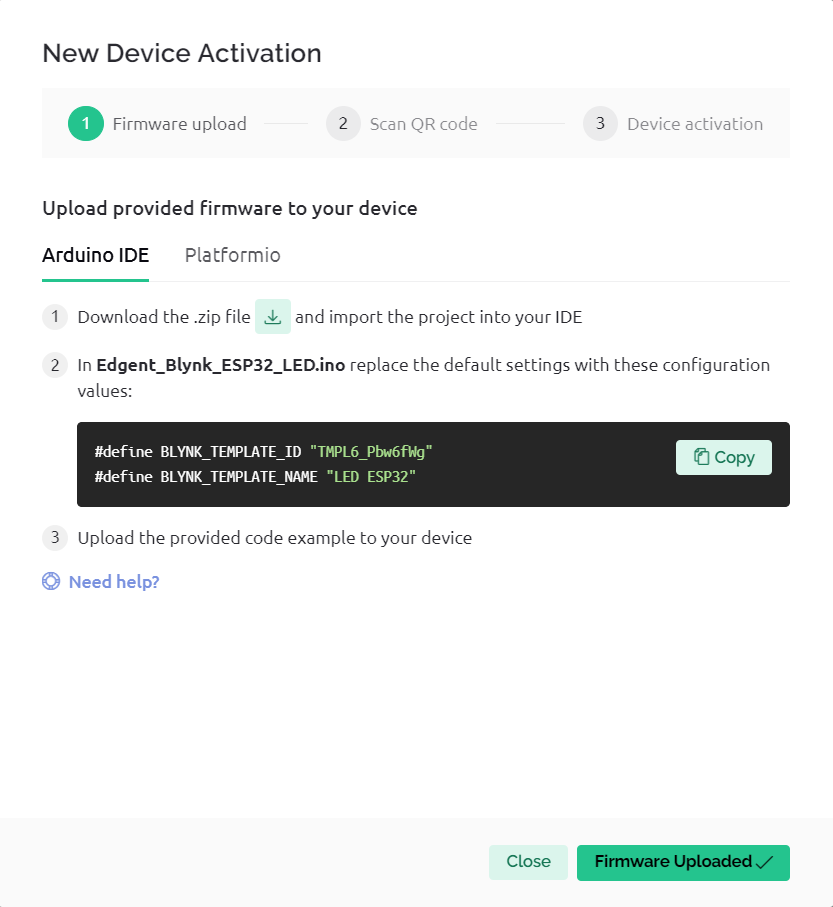 New Device Activation
1 Firmware upload 2 Scan QR code 3 Device activation
Upload provided firmware to your device
Arduino IDE Platformio
1 Download the .zip file and import the project into your IDE
2 In Edgent_Blynk_ESP32_LED.ino replace the default settings with these configuration
values:
#define BLYNK_TEMPLATE_ID "TMPL6_Pbw6fWg"
Copy
#define BLYNK_TEMPLATE_NAME "LED ESP32"
3 Upload the provided code example to your device
Need help?
Close Firmware Uploaded